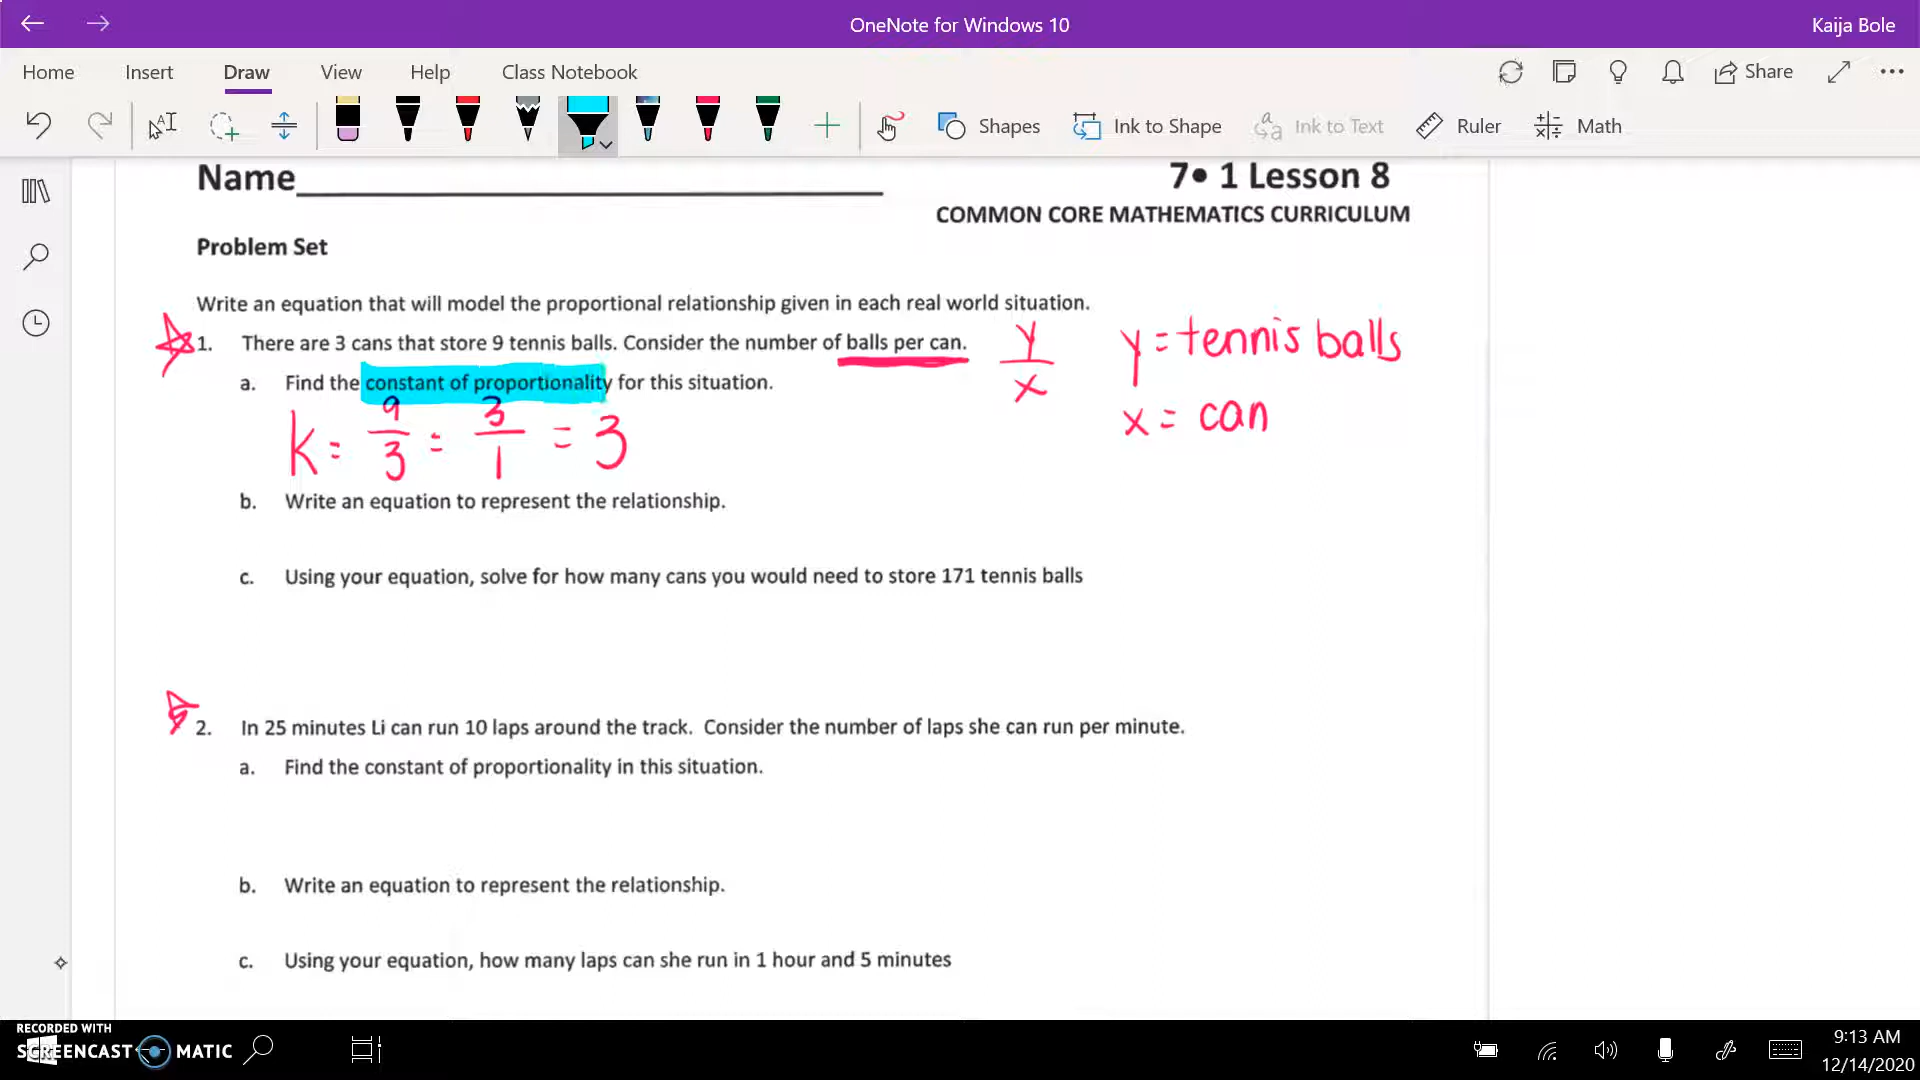 OneNote for Windows 10
Kaija Bole
Home Insert Draw View Help Class Notebook
Share
Shapes Ink to Shape Ink to Text Ruler Math
Name
7• 1 Lesson 8
COMMON CORE MATHEMATICS CURRICULUM
Problem Set
Write an equation that will model the proportional relationship given in each real world situation.
1. There are 3 cans that store 9 tennis balls. Consider the number of balls per can.
y/x
y = tennis balls
x = can
a. Find the constant of proportionality for this situation.
K = 9/3 = 3/1 = 3
b. Write an equation to represent the relationship.
c. Using your equation, solve for how many cans you would need to store 171 tennis balls
2. In 25 minutes Li can run 10 laps around the track. Consider the number of laps she can run per minute.
a. Find the constant of proportionality in this situation.
b. Write an equation to represent the relationship.
c. Using your equation, how many laps can she run in 1 hour and 5 minutes
RECORDED WITH
SCREENCAST MATIC
9:13 AM
12/14/2020